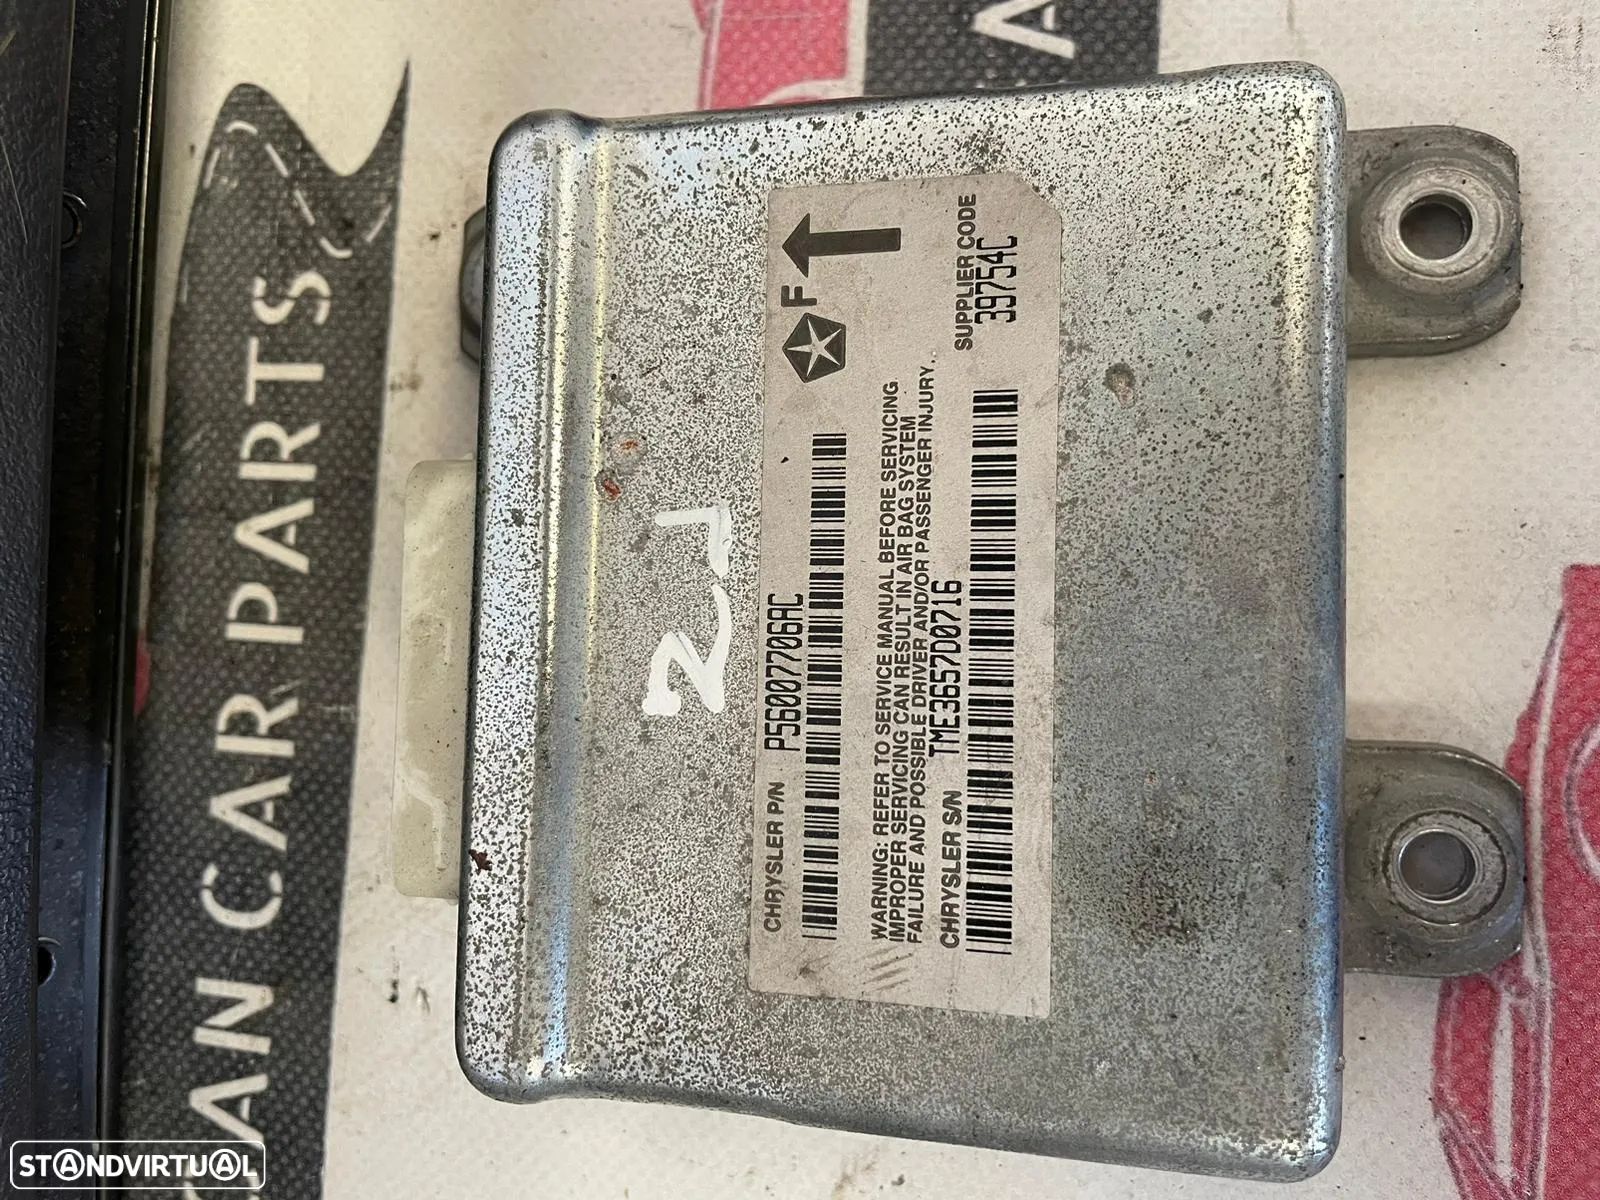 CHRYSLER P/N P56007706AC
F
WARNING: REFER TO SERVICE MANUAL BEFORE SERVICING.
IMPROPER SERVICING CAN RESULT IN AIR BAG SYSTEM
FAILURE AND POSSIBLE DRIVER AND/OR PASSENGER INJURY.
CHRYSLER S/N TME3657D0716
SUPPLIER CODE
39754C
ZJ
AN CAR PARTS
STANDVIRTUAL